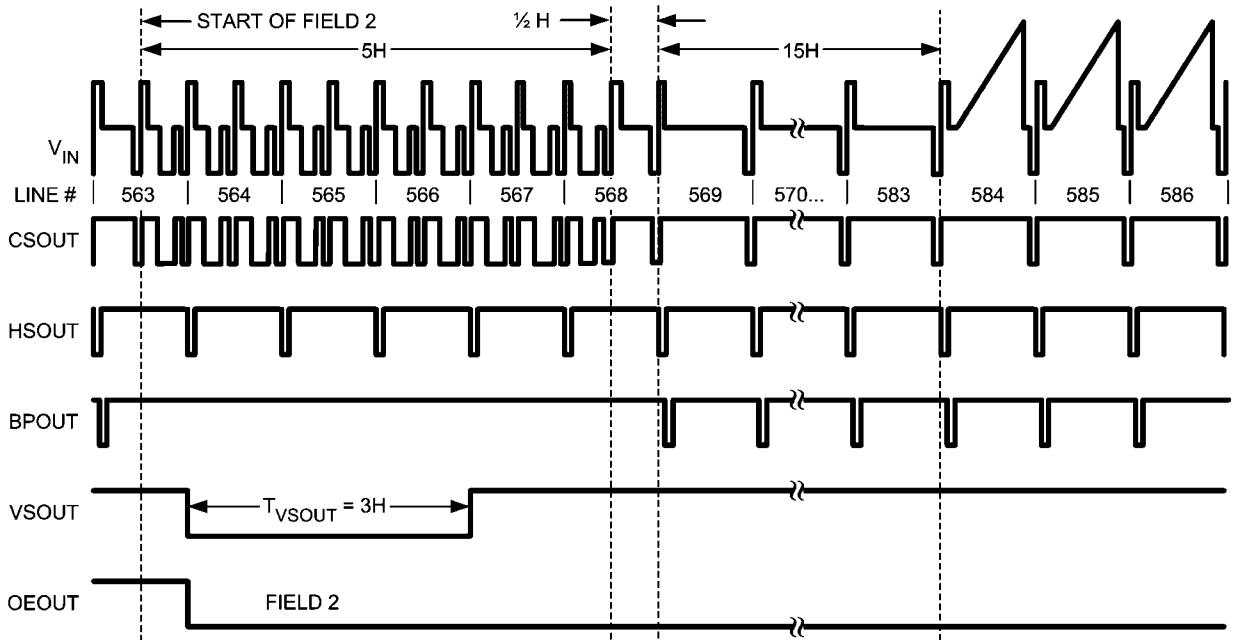 START OF FIELD 2
½ H
5H
15H
V_IN
LINE # 563 564 565 566 567 568 569 570... 583 584 585 586
CSOUT
HSOUT
BPOUT
VSOUT
T_VSOUT = 3H
OEOUT
FIELD 2